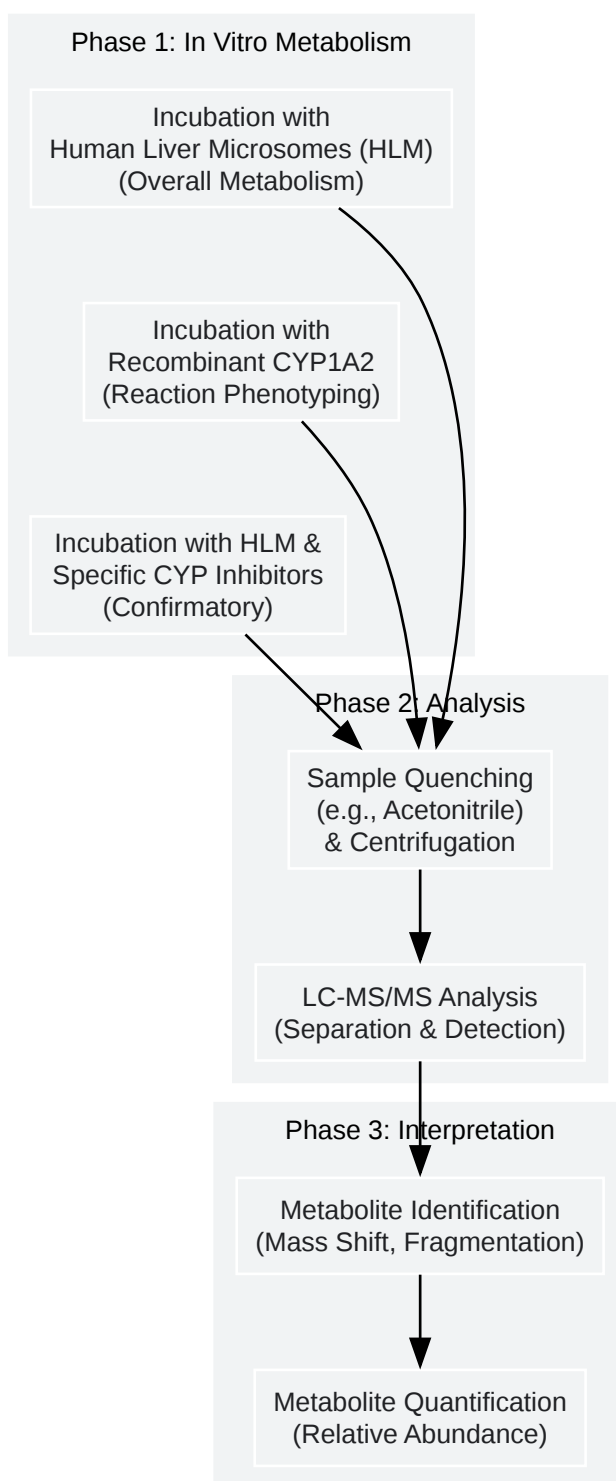 Phase 1: In Vitro Metabolism
Incubation with
Human Liver Microsomes (HLM)
(Overall Metabolism)
Incubation with
Recombinant CYP1A2
(Reaction Phenotyping)
Incubation with HLM &
Specific CYP Inhibitors
(Confirmatory)
Phase 2: Analysis
Sample Quenching
(e.g., Acetonitrile)
& Centrifugation
LC-MS/MS Analysis
(Separation & Detection)
Phase 3: Interpretation
Metabolite Identification
(Mass Shift, Fragmentation)
Metabolite Quantification
(Relative Abundance)